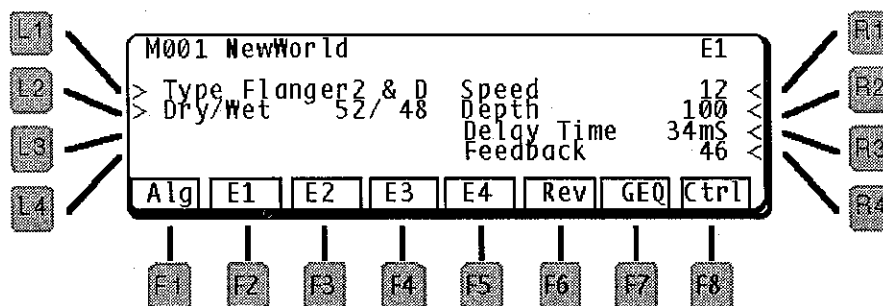 L1
L2
L3
L4
M001 NewWorld E1
> Type Flanger2 & D Speed 12 <
> Dry/Wet 52/ 48 Depth 100 <
Delay Time 34mS <
Feedback 46 <
Alg E1 E2 E3 E4 Rev GEQ Ctrl
R1
R2
R3
R4
F1 F2 F3 F4 F5 F6 F7 F8